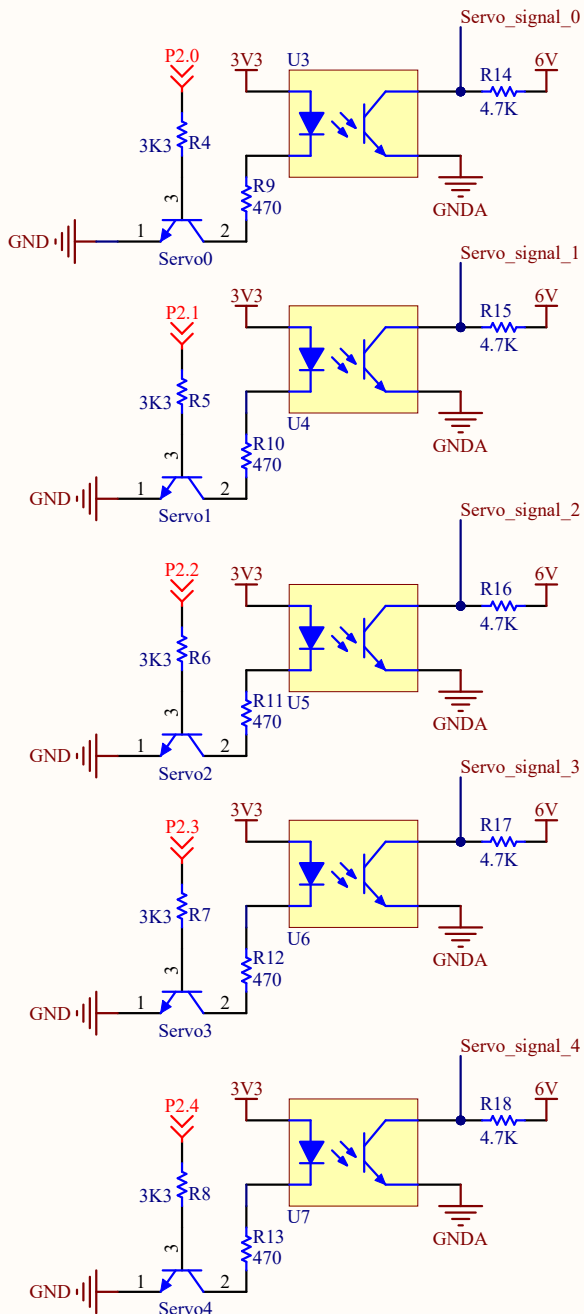 Servo_signal_0
P2.0
3V3
U3
R14
6V
4.7K
3K3
R4
R9
470
3
GNDA
GND
1
2
Servo0
Servo_signal_1
P2.1
3V3
R15
6V
4.7K
3K3
R5
U4
R10
470
3
GNDA
GND
1
2
Servo1
Servo_signal_2
P2.2
3V3
R16
6V
4.7K
3K3
R6
R11
U5
470
3
GNDA
GND
1
2
Servo2
Servo_signal_3
P2.3
3V3
R17
6V
4.7K
3K3
R7
U6
R12
470
3
GNDA
GND
1
2
Servo3
Servo_signal_4
P2.4
3V3
R18
6V
4.7K
3K3
R8
U7
R13
470
3
GNDA
GND
1
2
Servo4